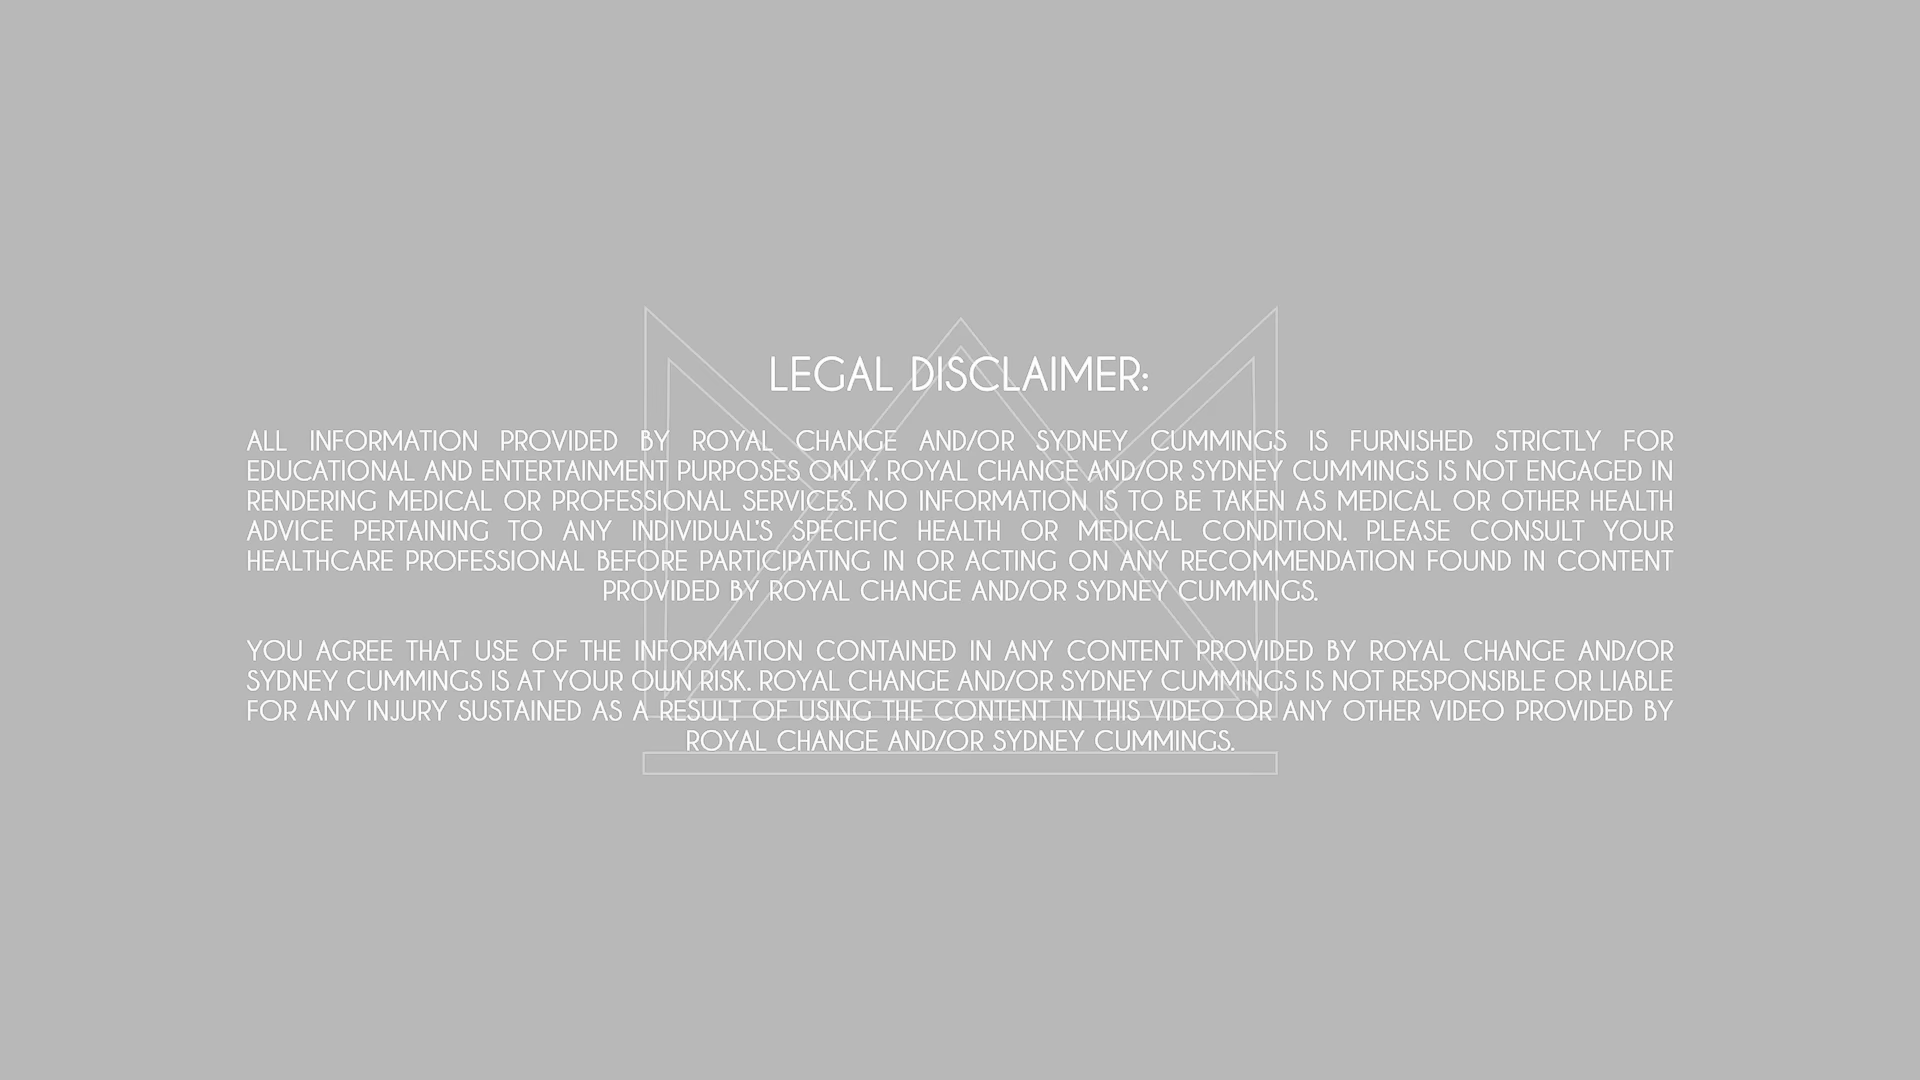 LEGAL DISCLAIMER:
ALL INFORMATION PROVIDED BY ROYAL CHANGE AND/OR SYDNEY CUMMINGS IS FURNISHED STRICTLY FOR
EDUCATIONAL AND ENTERTAINMENT PURPOSES ONLY. ROYAL CHANGE AND/OR SYDNEY CUMMINGS IS NOT ENGAGED IN
RENDERING MEDICAL OR PROFESSIONAL SERVICES. NO INFORMATION IS TO BE TAKEN AS MEDICAL OR OTHER HEALTH
ADVICE PERTAINING TO ANY INDIVIDUAL'S SPECIFIC HEALTH OR MEDICAL CONDITION. PLEASE CONSULT YOUR
HEALTHCARE PROFESSIONAL BEFORE PARTICIPATING IN OR ACTING ON ANY RECOMMENDATION FOUND IN CONTENT
PROVIDED BY ROYAL CHANGE AND/OR SYDNEY CUMMINGS.
YOU AGREE THAT USE OF THE INFORMATION CONTAINED IN ANY CONTENT PROVIDED BY ROYAL CHANGE AND/OR
SYDNEY CUMMINGS IS AT YOUR OWN RISK. ROYAL CHANGE AND/OR SYDNEY CUMMINGS IS NOT RESPONSIBLE OR LIABLE
FOR ANY INJURY SUSTAINED AS A RESULT OF USING THE CONTENT IN THIS VIDEO OR ANY OTHER VIDEO PROVIDED BY
ROYAL CHANGE AND/OR SYDNEY CUMMINGS.